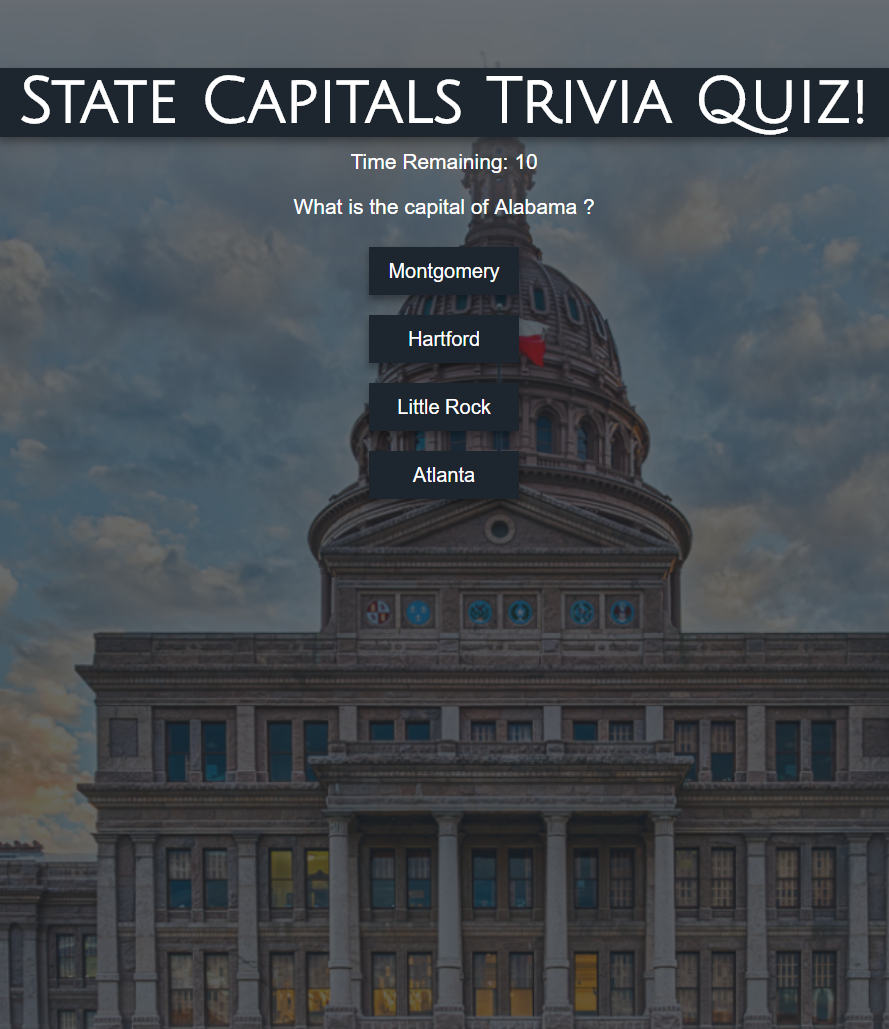 State Capitals Trivia Quiz!
Time Remaining: 10
What is the capital of Alabama ?
Montgomery
Hartford
Little Rock
Atlanta